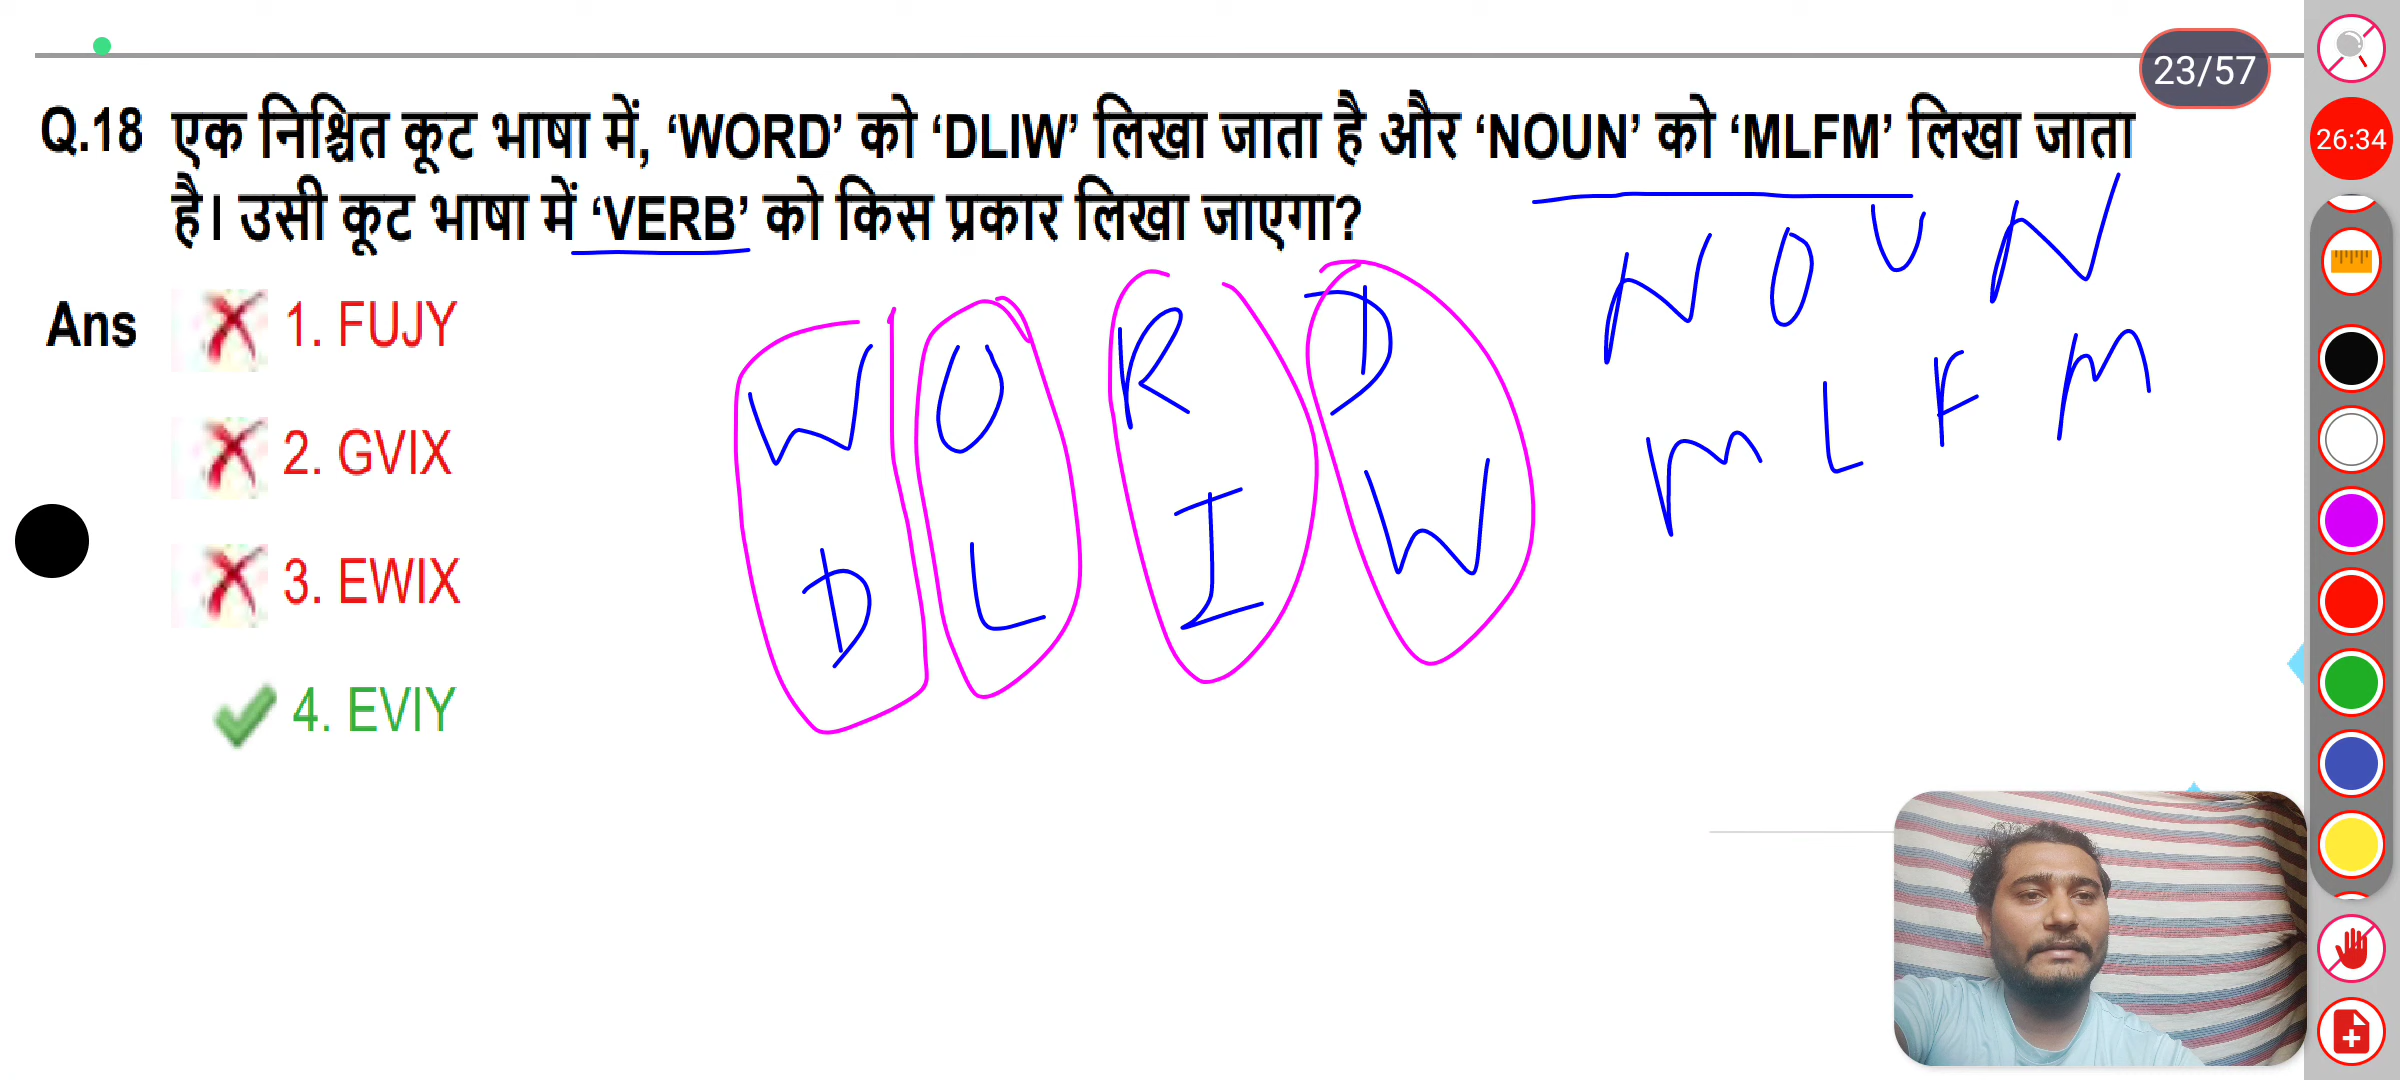 23/57
26:34
Q.18 एक निश्चित कूट भाषा में, ‘WORD’ को ‘DLIW’ लिखा जाता है और ‘NOUN’ को ‘MLFM’ लिखा जाता
है। उसी कूट भाषा में ‘VERB’ को किस प्रकार लिखा जाएगा?
Ans 1. FUJY
2. GVIX
3. EWIX
4. EVIY
W O R D
D L I W
N O U N
M L F M